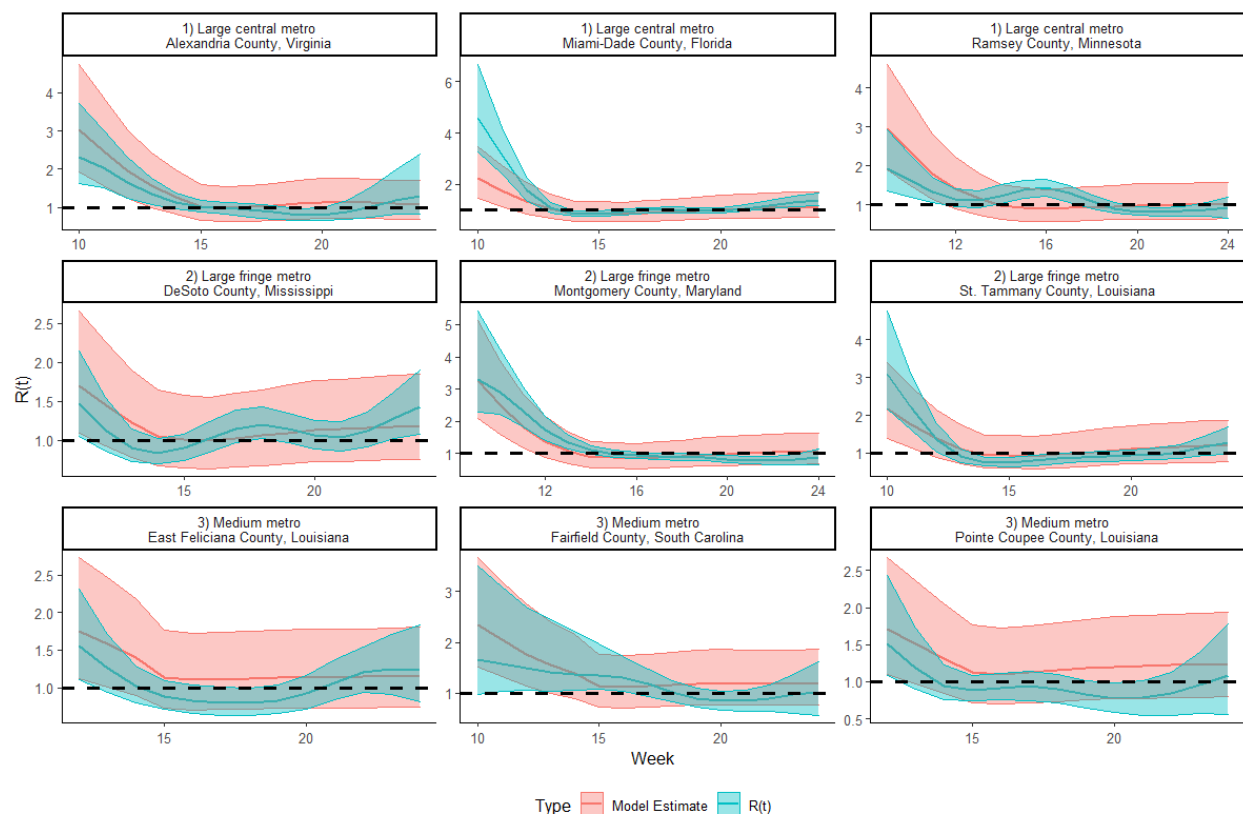 1) Large central metro
Alexandria County, Virginia
1) Large central metro
Miami-Dade County, Florida
1) Large central metro
Ramsey County, Minnesota
4
3
2
1
10
15
20
6
4
2
10
15
20
4
3
2
1
12
16
20
24
2) Large fringe metro
DeSoto County, Mississippi
2) Large fringe metro
Montgomery County, Maryland
2) Large fringe metro
St. Tammany County, Louisiana
R(t)
2.5
2.0
1.5
1.0
15
20
5
4
3
2
1
12
16
20
24
4
3
2
1
10
15
20
3) Medium metro
East Feliciana County, Louisiana
3) Medium metro
Fairfield County, South Carolina
3) Medium metro
Pointe Coupee County, Louisiana
2.5
2.0
1.5
1.0
15
20
3
2
1
10
15
20
2.5
2.0
1.5
1.0
0.5
15
20
Week
Type Model Estimate R(t)